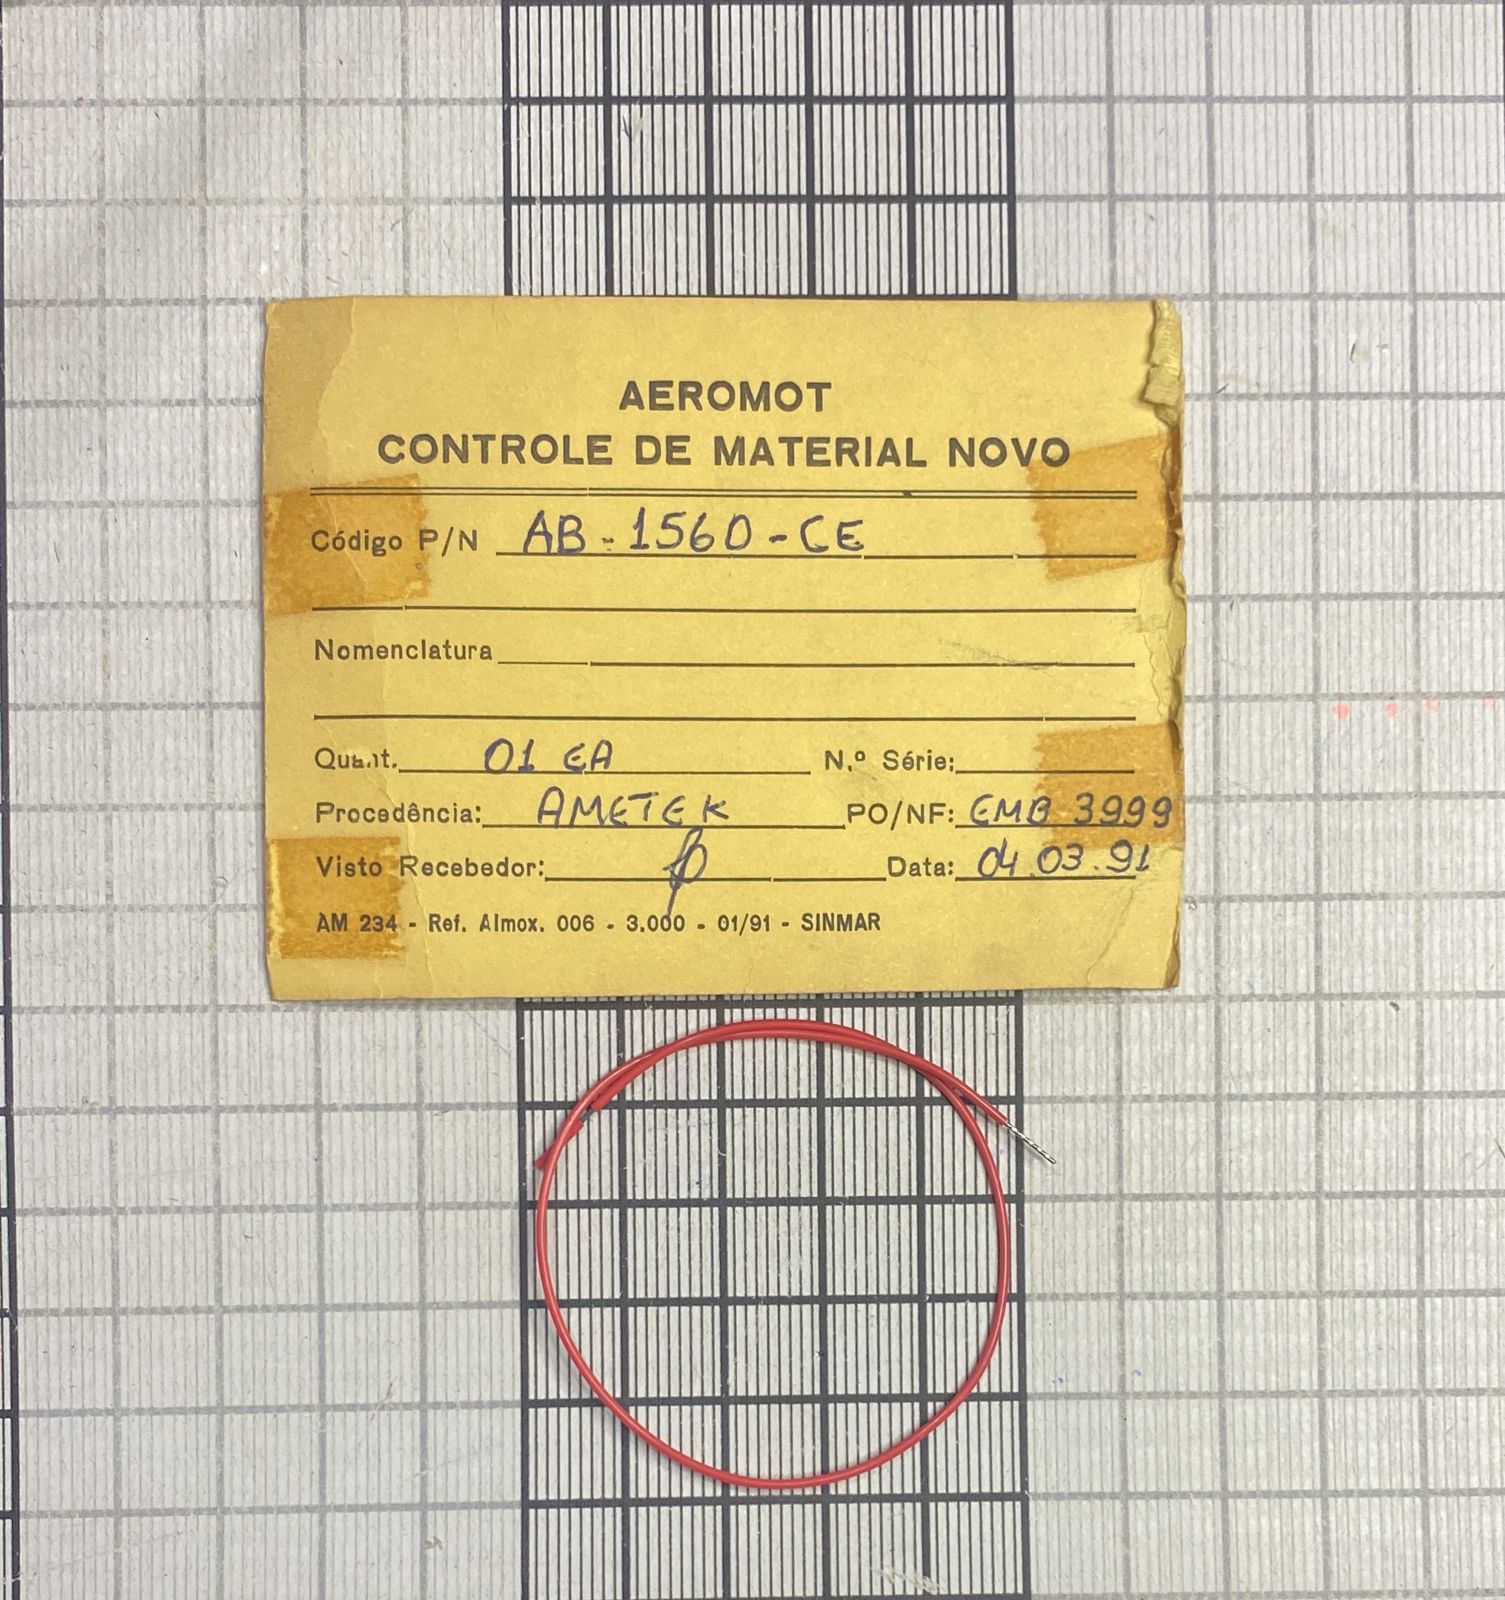 AEROMOT
CONTROLE DE MATERIAL NOVO
Código P/N AB-1560-CE
Nomenclatura
Quant. 01 EA N.º Série:
Procedência: AMETEK PO/NF: EMB 3999
Visto Recebedor: Data: 04.03.91
AM 234 - Ref. Almox. 006 - 3.000 - 01/91 - SINMAR